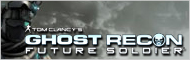 TOM CLANCY'S
GHOST RECON
FUTURE SOLDIER